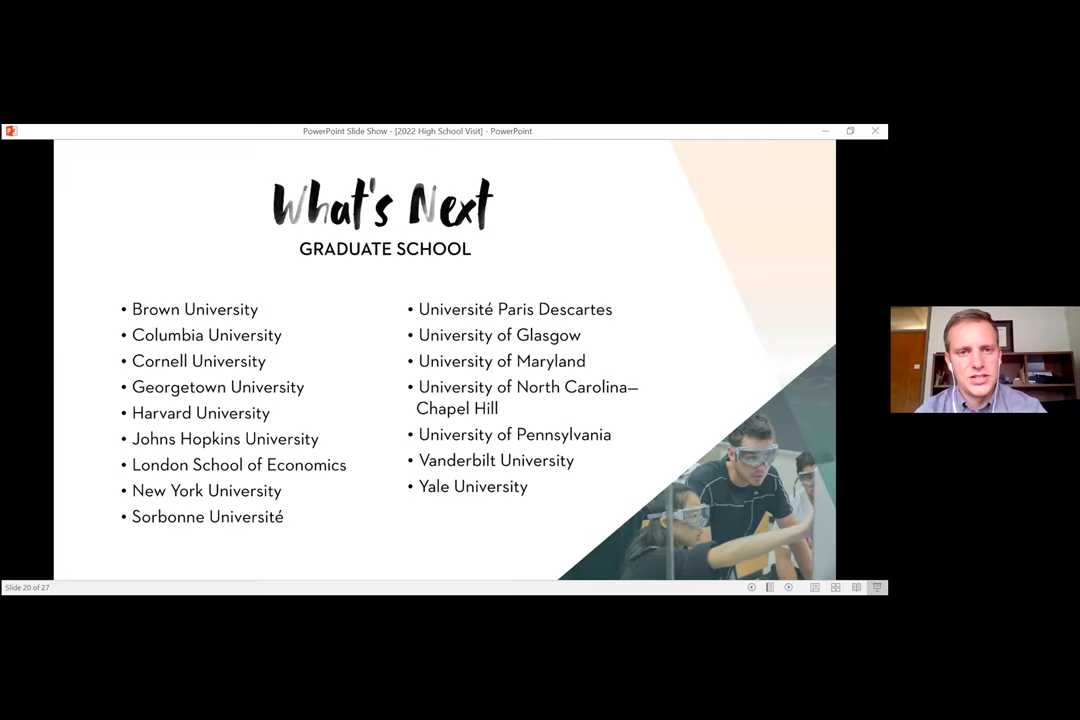 PowerPoint Slide Show - [2022 High School Visit] - PowerPoint
What's Next
GRADUATE SCHOOL
• Brown University
• Columbia University
• Cornell University
• Georgetown University
• Harvard University
• Johns Hopkins University
• London School of Economics
• New York University
• Sorbonne Université
• Université Paris Descartes
• University of Glasgow
• University of Maryland
• University of North Carolina—
Chapel Hill
• University of Pennsylvania
• Vanderbilt University
• Yale University
Slide 20 of 27